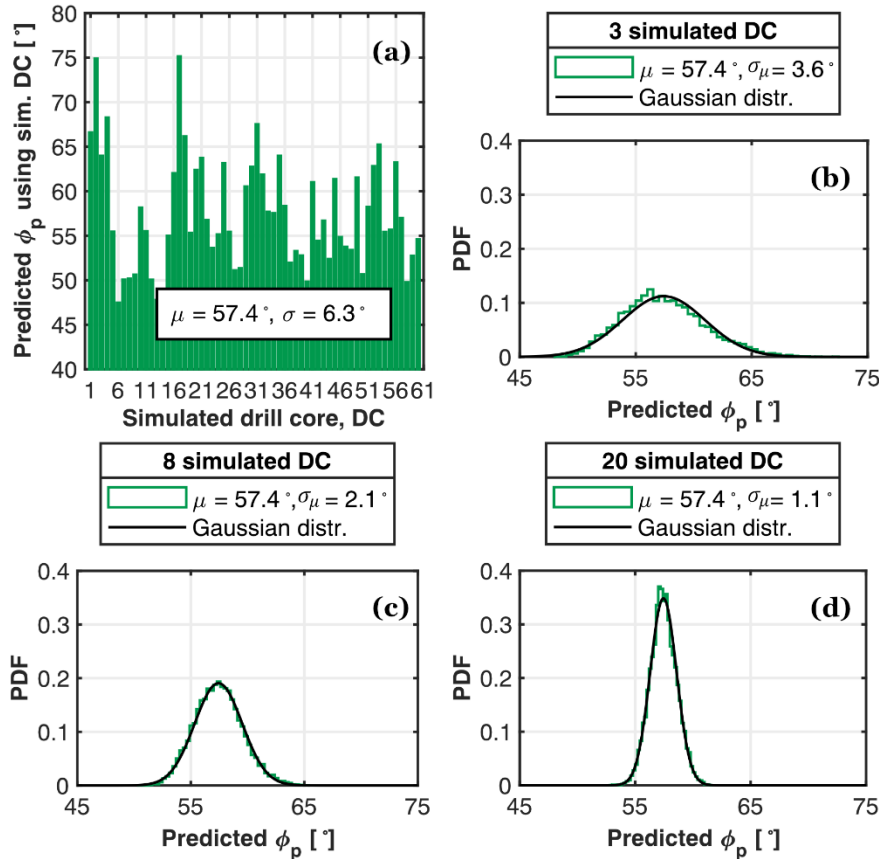 (a)
Predicted ϕp using sim. DC [ ° ]
80
75
70
65
60
55
50
45
40
μ = 57.4 °, σ = 6.3 °
1 6 11 16 21 26 31 36 41 46 51 56 61
Simulated drill core, DC
3 simulated DC
μ = 57.4 °, σμ = 3.6 °
Gaussian distr.
(b)
PDF
0.4
0.3
0.2
0.1
0
45 55 65 75
Predicted ϕp [ ° ]
8 simulated DC
μ = 57.4 °,σμ = 2.1 °
Gaussian distr.
(c)
PDF
0.4
0.3
0.2
0.1
0
45 55 65 75
Predicted ϕp [ ° ]
20 simulated DC
μ = 57.4 °, σμ = 1.1 °
Gaussian distr.
(d)
PDF
0.4
0.3
0.2
0.1
0
45 55 65 75
Predicted ϕp [ ° ]